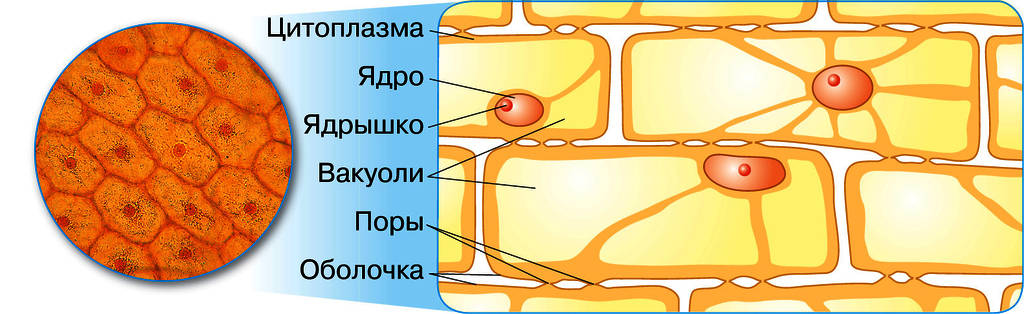 Цитоплазма
Ядро
Ядрышко
Вакуоли
Поры
Оболочка